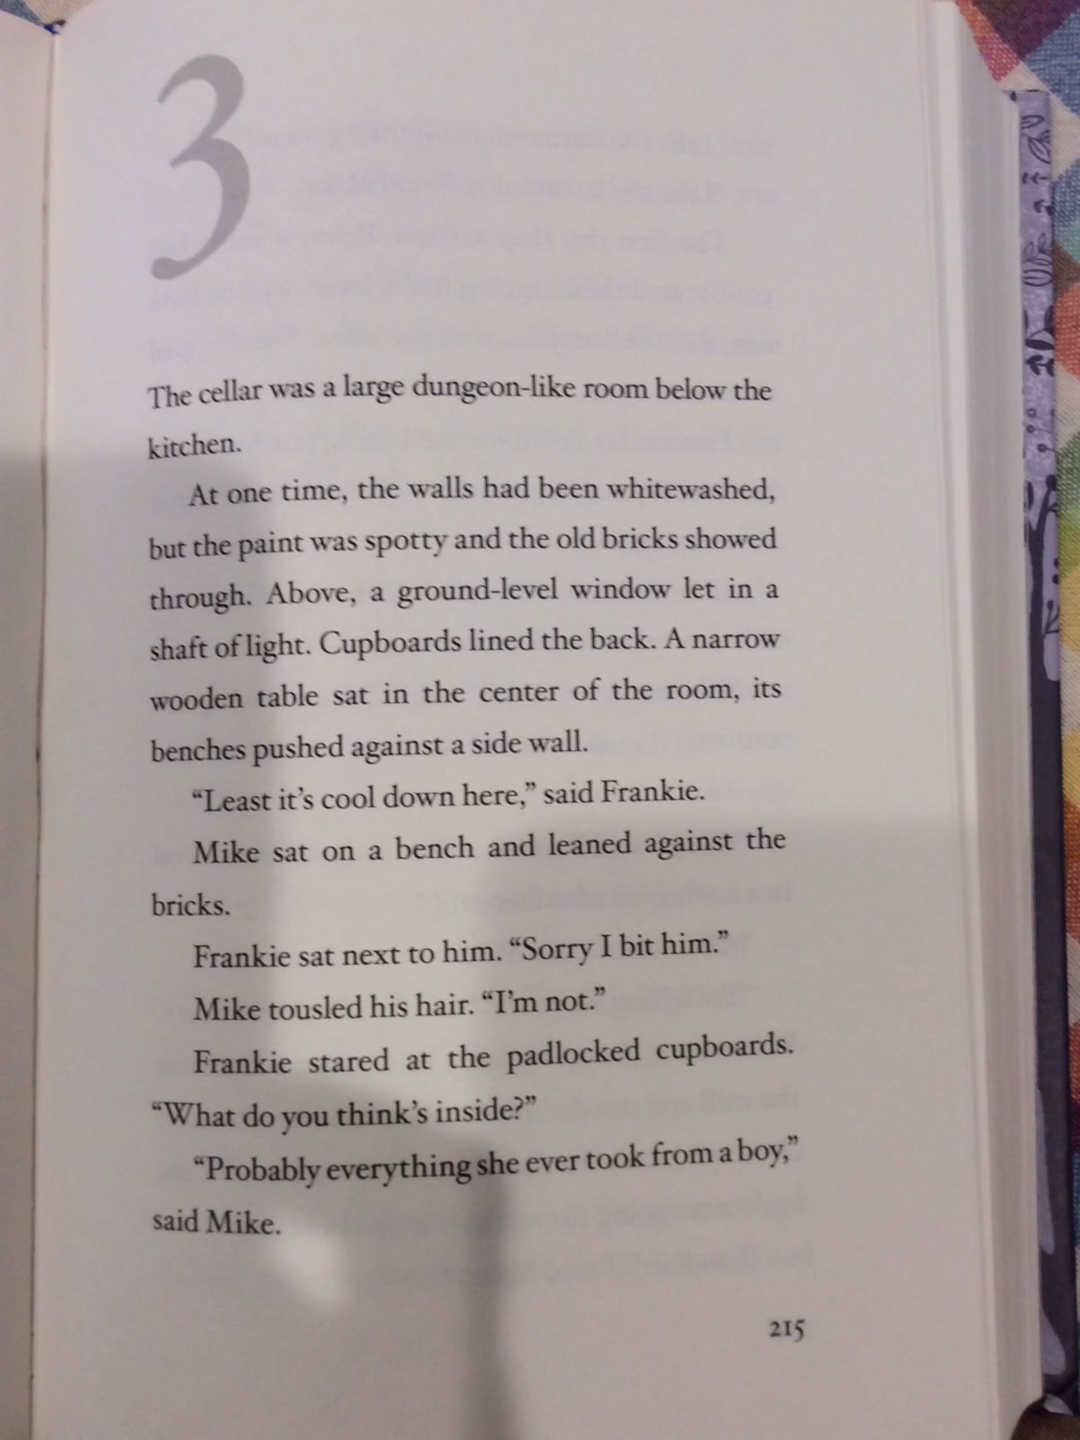 3
The cellar was a large dungeon-like room below the
kitchen.
At one time, the walls had been whitewashed,
but the paint was spotty and the old bricks showed
through. Above, a ground-level window let in a
shaft of light. Cupboards lined the back. A narrow
wooden table sat in the center of the room, its
benches pushed against a side wall.
“Least it’s cool down here,” said Frankie.
Mike sat on a bench and leaned against the
bricks.
Frankie sat next to him. “Sorry I bit him.”
Mike tousled his hair. “I’m not.”
Frankie stared at the padlocked cupboards.
“What do you think’s inside?”
“Probably everything she ever took from a boy,”
said Mike.
215